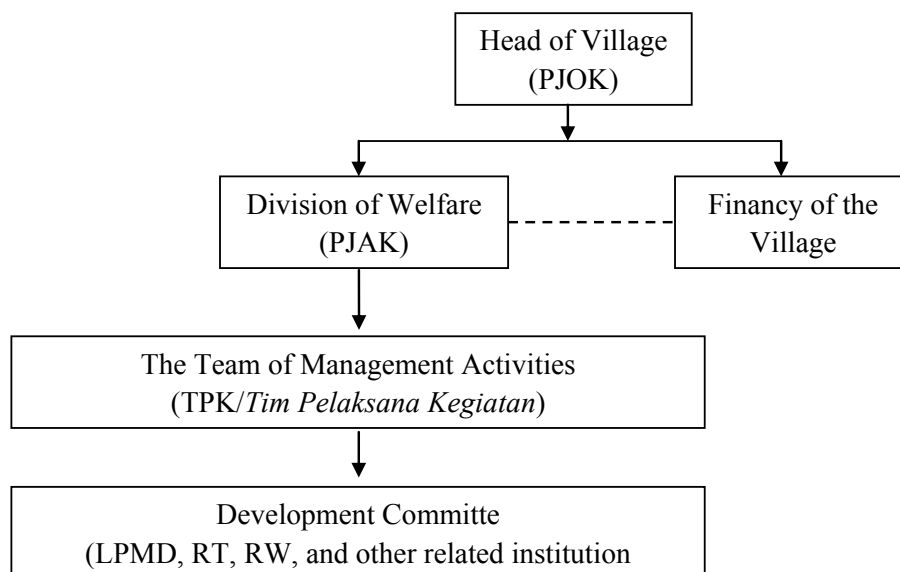 Head of Village
(PJOK)
Division of Welfare
(PJAK)
Financy of the
Village
The Team of Management Activities
(TPK/Tim Pelaksana Kegiatan)
Development Committe
(LPMD, RT, RW, and other related institution